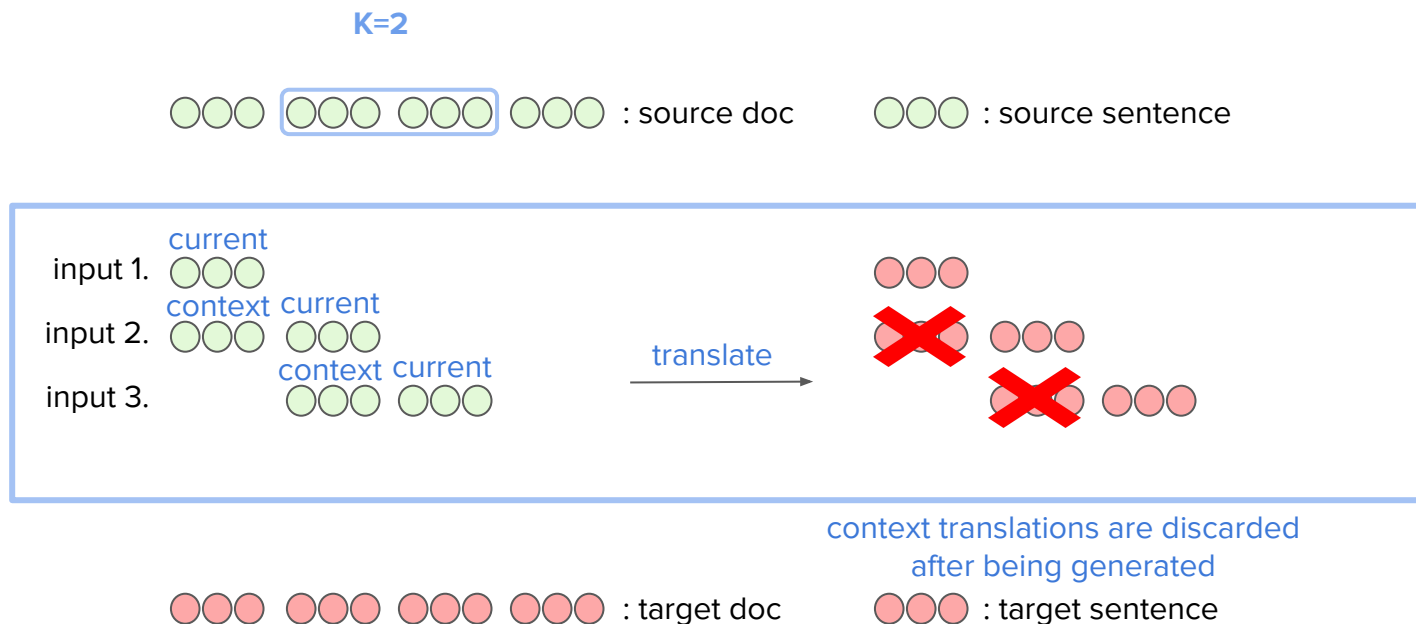 K=2
: source doc
: source sentence
current
input 1.
context current
input 2.
context current
input 3.
translate
context translations are discarded
after being generated
: target doc
: target sentence